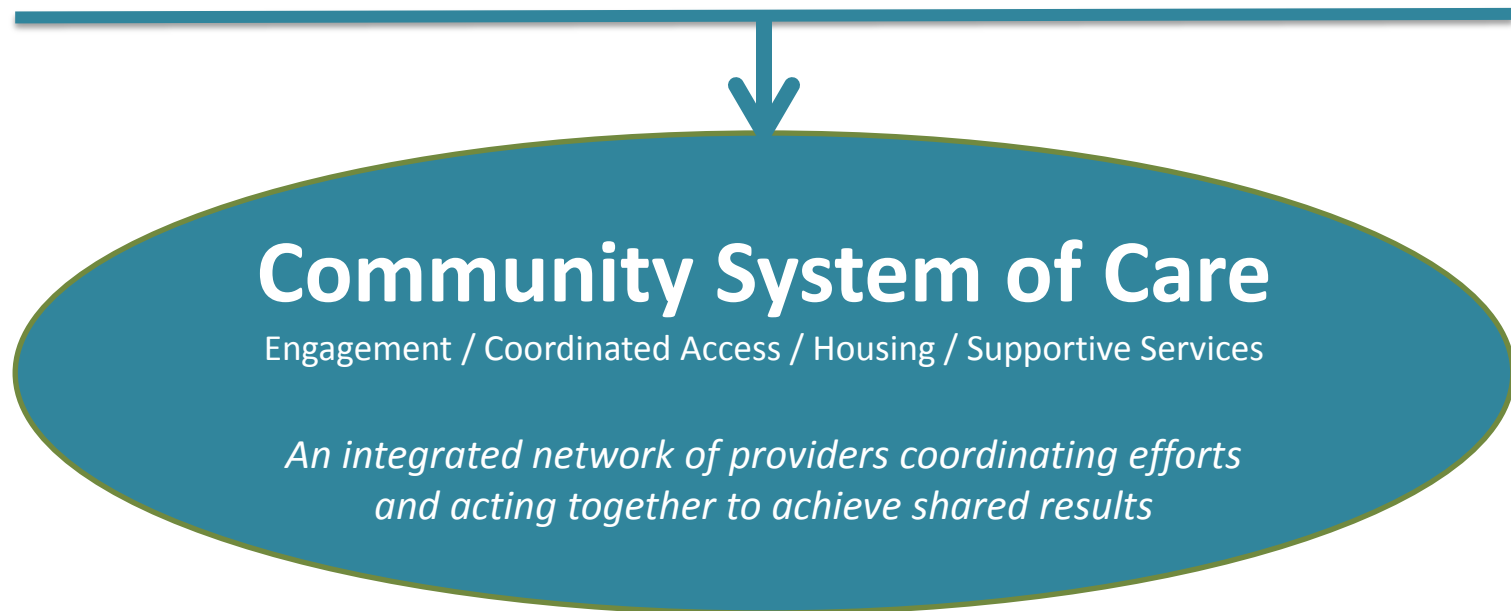 Community System of Care
Engagement / Coordinated Access / Housing / Supportive Services
An integrated network of providers coordinating efforts
and acting together to achieve shared results